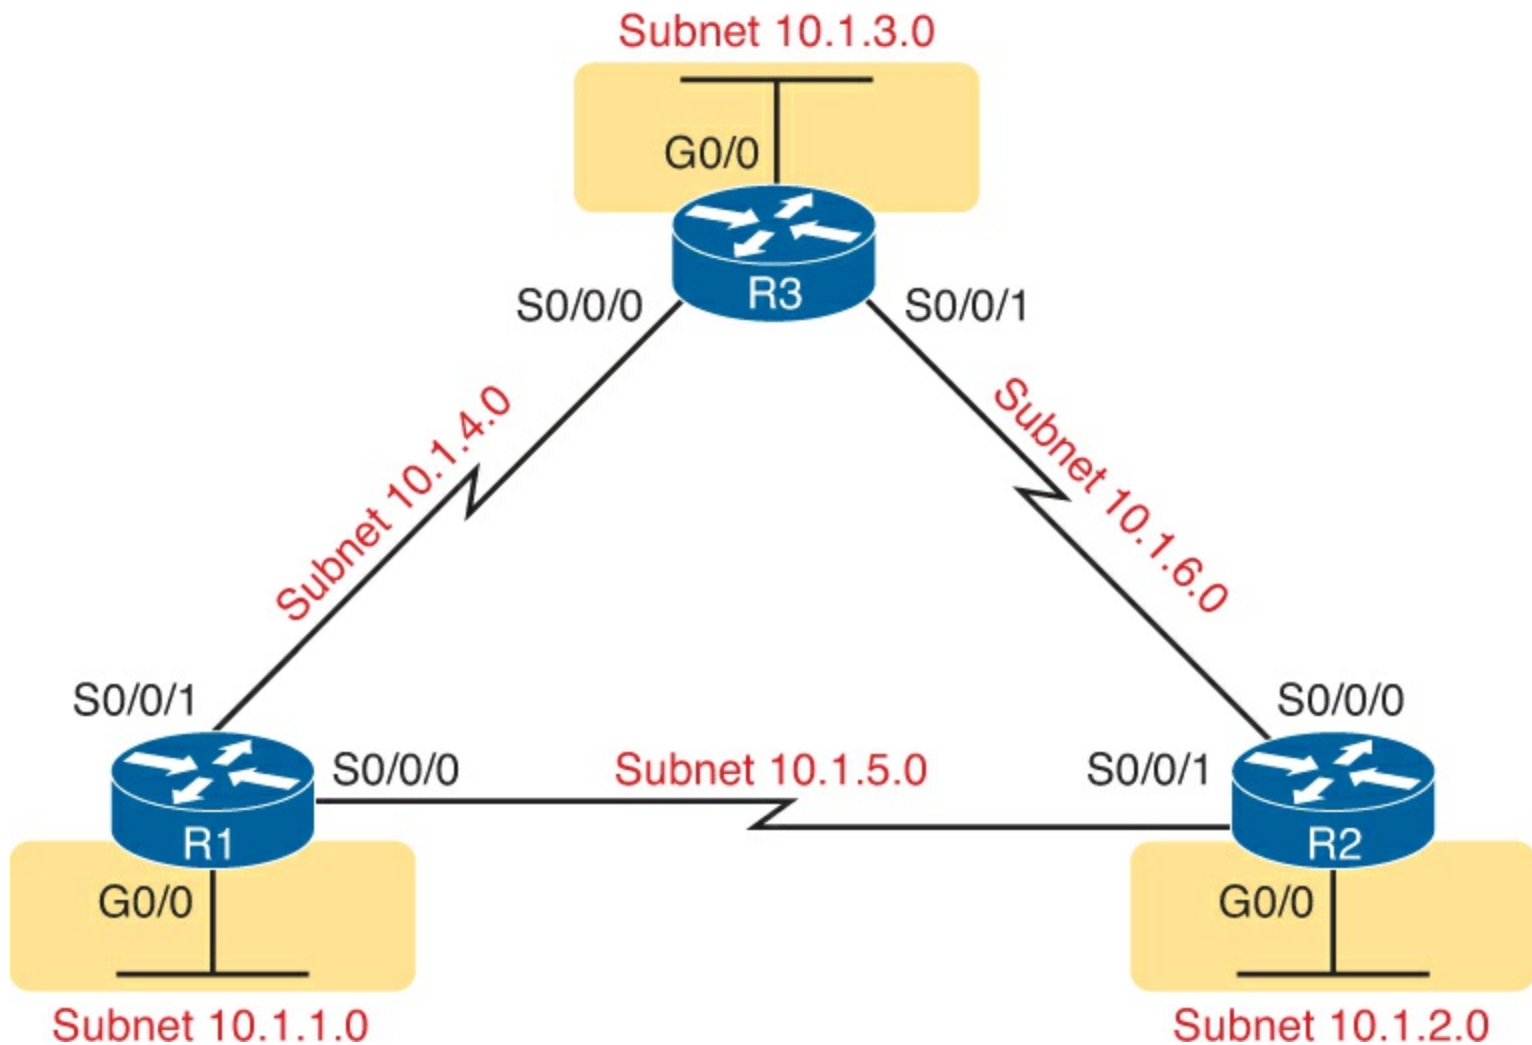 Subnet 10.1.3.0
G0/0
R3
S0/0/0
S0/0/1
Subnet 10.1.4.0
Subnet 10.1.6.0
S0/0/1
S0/0/0
S0/0/0
Subnet 10.1.5.0
S0/0/1
R1
R2
G0/0
G0/0
Subnet 10.1.1.0
Subnet 10.1.2.0